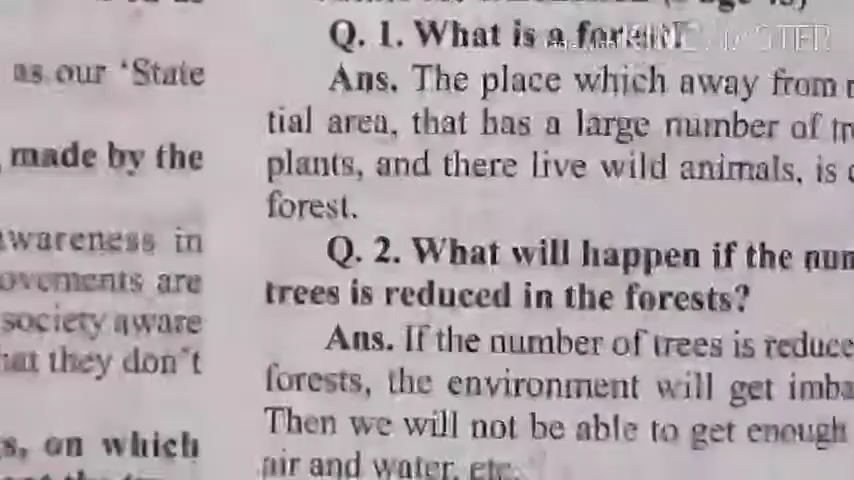 as our 'State
made by the
wareness in
ovements are
society aware
hat they don't
s, on which
Q. 1. What is a forest?
Ans. The place which away from
tial area, that has a large number of
plants, and there live wild animals, is
forest.
Q. 2. What will happen if the num
trees is reduced in the forests?
Ans. If the number of trees is reduce
forests, the environment will get imba
Then we will not be able to get enough
air and water, etc.